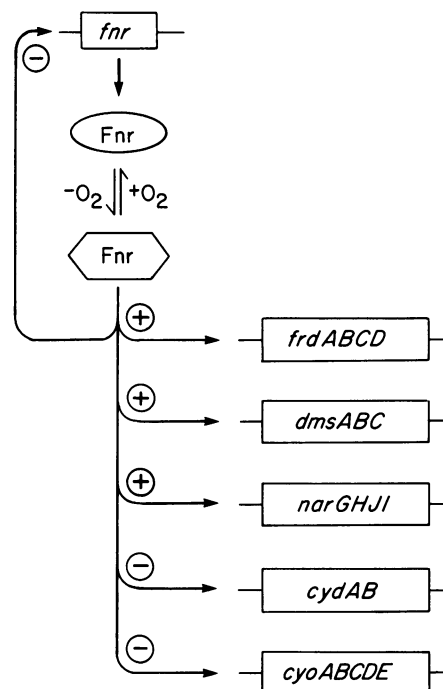 fnr
⊖
Fnr
-O₂ +O₂
Fnr
⊕
frdABCD
⊕
dmsABC
⊕
narGHJI
⊖
cydAB
⊖
cyoABCDE